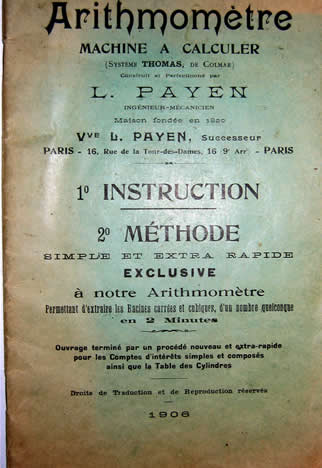 Arithmomètre
MACHINE A CALCULER
(SYSTÈME THOMAS, DE COLMAR)
Construit et Perfectionné par
L. PAYEN
INGÉNIEUR-MÉCANICIEN
Maison fondée en 1820
Vve L. PAYEN, Successeur
PARIS - 16, Rue de la Tour-des-Dames, 16 9e Arrt - PARIS
1º INSTRUCTION
2º MÉTHODE
SIMPLE ET EXTRA RAPIDE
EXCLUSIVE
à notre Arithmomètre
Permettant d'extraire les Racines carrées et cubiques, d'un nombre quelconque
en 2 Minutes
Ouvrage terminé par un procédé nouveau et extra-rapide
pour les Comptes d'intérêts simples et composés
ainsi que la Table des Cylindres
Droits de Traduction et de Reproduction réservés
1906